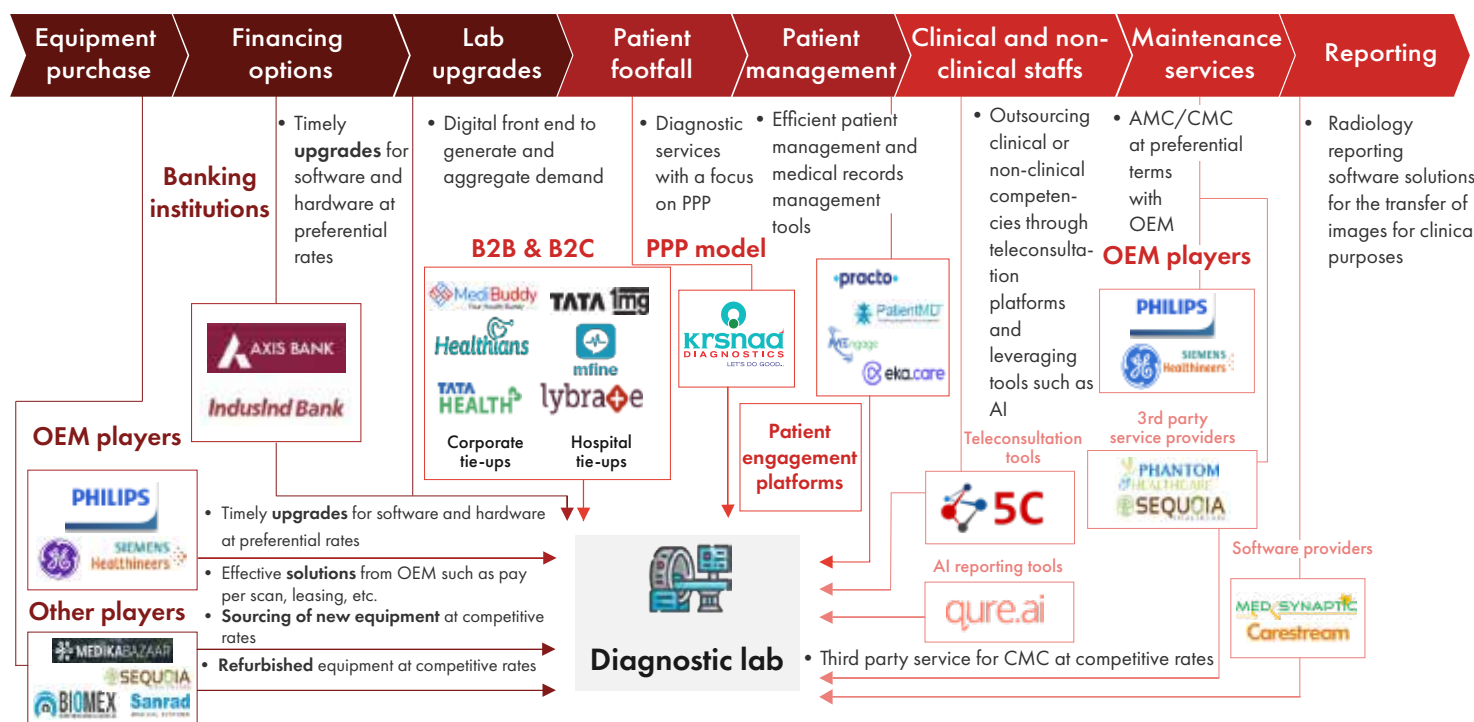 Equipment
purchase
Financing
options
Lab
upgrades
Patient
footfall
Patient
management
Clinical and non-
clinical staffs
Maintenance
services
Reporting
Banking
institutions
• Timely
upgrades for
software and
hardware at
preferential
rates
• Digital front end to
generate and
aggregate demand
• Diagnostic
services
with a focus
on PPP
• Efficient patient
management and
medical records
management
tools
• Outsourcing
clinical or
non-clinical
competen-
cies through
teleconsulta-
tion
platforms
and
leveraging
tools such as
AI
• AMC/CMC
at preferential
terms
with
OEM
• Radiology
reporting
software solutions
for the transfer of
images for clinical
purposes
AXIS BANK
IndusInd Bank
B2B & B2C
MediBuddy
TATA 1mg
Healthians
mfine
TATA
HEALTH
lybrate
Corporate
tie-ups
Hospital
tie-ups
PPP model
Krsnaa
DIAGNOSTICS
LET'S DO GOOD...
practo
PatientMD
Engage
eka.care
Patient
engagement
platforms
OEM players
PHILIPS
GE
SIEMENS
Healthineers
3rd party
service providers
PHANTOM
HEALTHCARE
SEQUOIA
HEALTHCARE
Teleconsultation
tools
5C
AI reporting tools
qure.ai
Software providers
MED SYNAPTIC
Carestream
OEM players
PHILIPS
GE
SIEMENS
Healthineers
• Timely upgrades for software and hardware
at preferential rates
• Effective solutions from OEM such as pay
per scan, leasing, etc.
Other players
• Sourcing of new equipment at competitive
rates
MEDIKABAZAAR
SEQUOIA
BIOMEX
Sanrad
• Refurbished equipment at competitive rates
Diagnostic lab
• Third party service for CMC at competitive rates